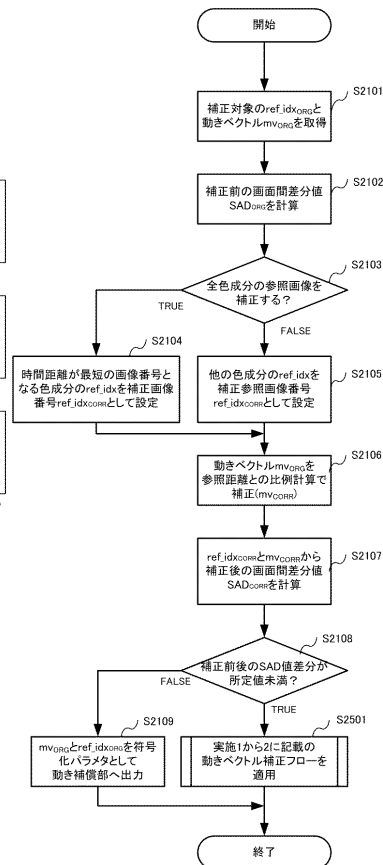 開始
S2101
補正対象のref_idxORGと
動きベクトルmvORGを取得
S2102
補正前の画面間差分値
SADORGを計算
S2103
全色成分の参照画像を
補正する?
TRUE
FALSE
S2104
時間距離が最短の画像番号と
なる色成分のref_idxを補正画像
番号ref_idxCORRとして設定
S2105
他の色成分のref_idxを
補正参照画像番号
ref_idxCORRとして設定
S2106
動きベクトルmvORGを
参照距離との比例計算で
補正(mvCORR)
S2107
ref_idxCORRとmvCORRから
補正後の画面間差分値
SADCORRを計算
S2108
補正前後のSAD値差分が
所定値未満?
FALSE
TRUE
S2109
mvORGとref_idxORGを符号
化パラメタとして
動き補償部へ出力
S2501
実施1から2に記載の
動きベクトル補正フローを
適用
終了